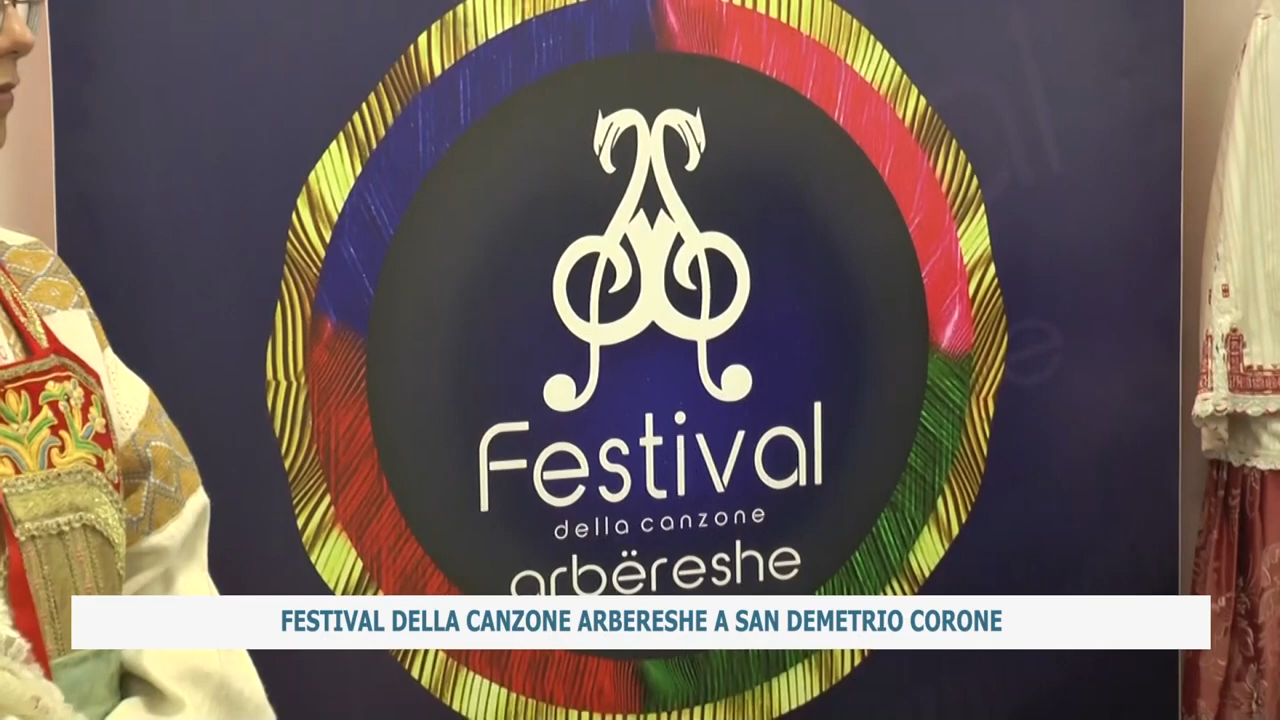 Festival
della canzone
arbëreshe
FESTIVAL DELLA CANZONE ARBERESHE A SAN DEMETRIO CORONE